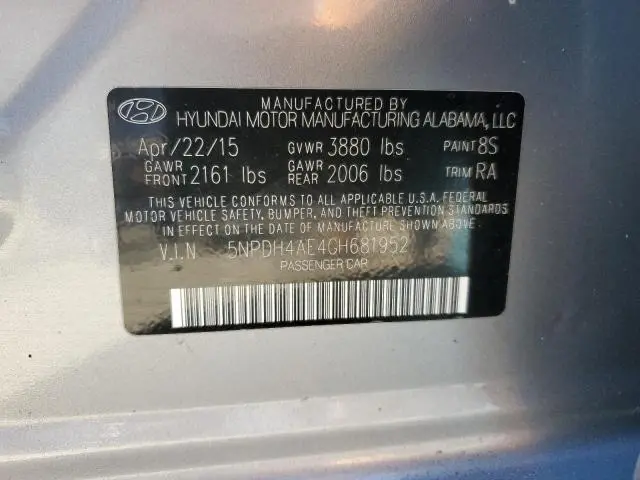 MANUFACTURED BY
HYUNDAI MOTOR MANUFACTURING ALABAMA, LLC
Apr/22/15 GVWR 3880 lbs PAINT 8S
GAWR FRONT 2161 lbs GAWR REAR 2006 lbs TRIM RA
THIS VEHICLE CONFORMS TO ALL APPLICABLE U.S.A. FEDERAL
MOTOR VEHICLE SAFETY, BUMPER, AND THEFT PREVENTION STANDARDS
IN EFFECT ON THE DATE OF MANUFACTURE SHOWN ABOVE.
V.I.N 5NPDH4AE4GH681952
PASSENGER CAR